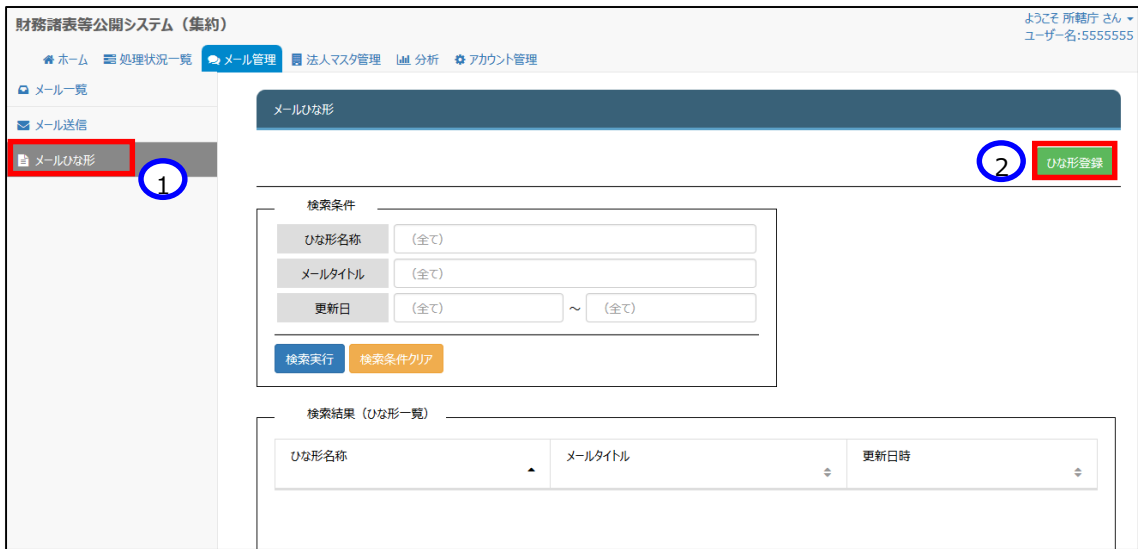 財務諸表等公開システム（集約）
ようこそ 所轄庁 さん
ユーザー名:5555555
ホーム 処理状況一覧 メール管理 法人マスタ管理 分析 アカウント管理
メール一覧
メール送信
メールひな形
1
メールひな形
2
ひな形登録
検索条件
ひな形名称 (全て)
メールタイトル (全て)
更新日 (全て) ～ (全て)
検索実行 検索条件クリア
検索結果（ひな形一覧）
ひな形名称 メールタイトル 更新日時